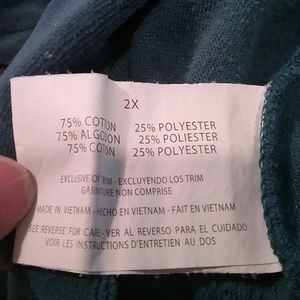 2X
75% COTTON 25% POLYESTER
75% ALGODON 25% POLIESTER
75% COTON 25% POLYESTER
EXCLUSIVE OF TRIM - EXCLUYENDO LOS TRIM
GARNITURE NON COMPRISE
MADE IN VIETNAM - HECHO EN VIETNAM - FAIT EN VIETNAM
SEE REVERSE FOR CARE - VER AL REVERSO PARA EL CUIDADO
VOIR LES INSTRUCTIONS D'ENTRETIEN AU DOS